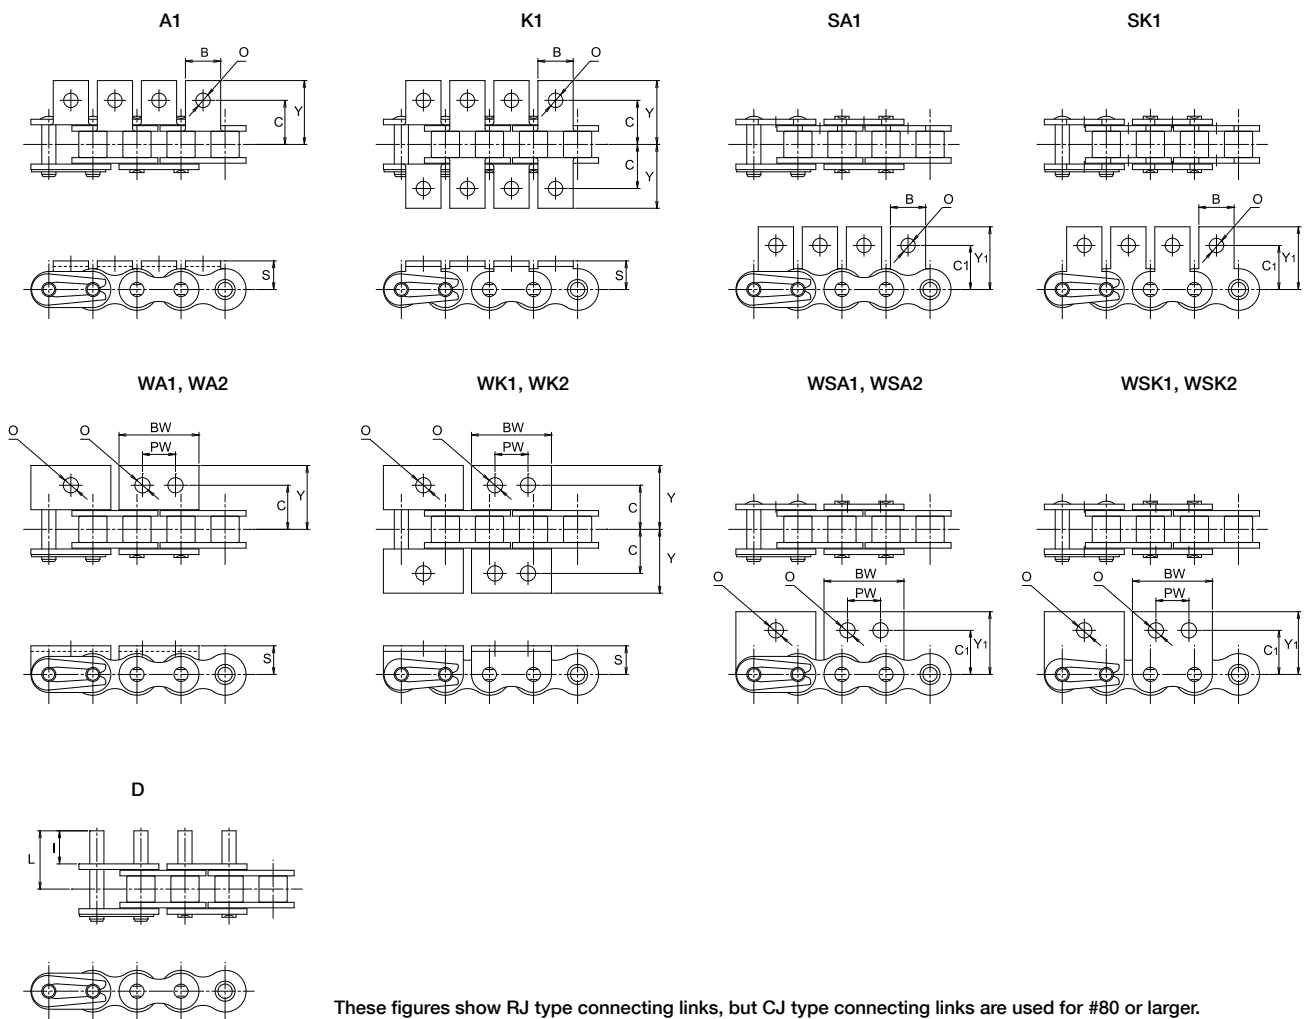 A1
B
O
C
Y
S
K1
B
O
C
Y
C
Y
S
SA1
B
O
C1
Y1
SK1
B
O
C1
Y1
WA1, WA2
O
O
BW
PW
C
Y
S
WK1, WK2
O
O
BW
PW
C
Y
C
Y
S
WSA1, WSA2
O
O
BW
PW
C1
Y1
WSK1, WSK2
O
O
BW
PW
C1
Y1
D
L
I
These figures show RJ type connecting links, but CJ type connecting links are used for #80 or larger.